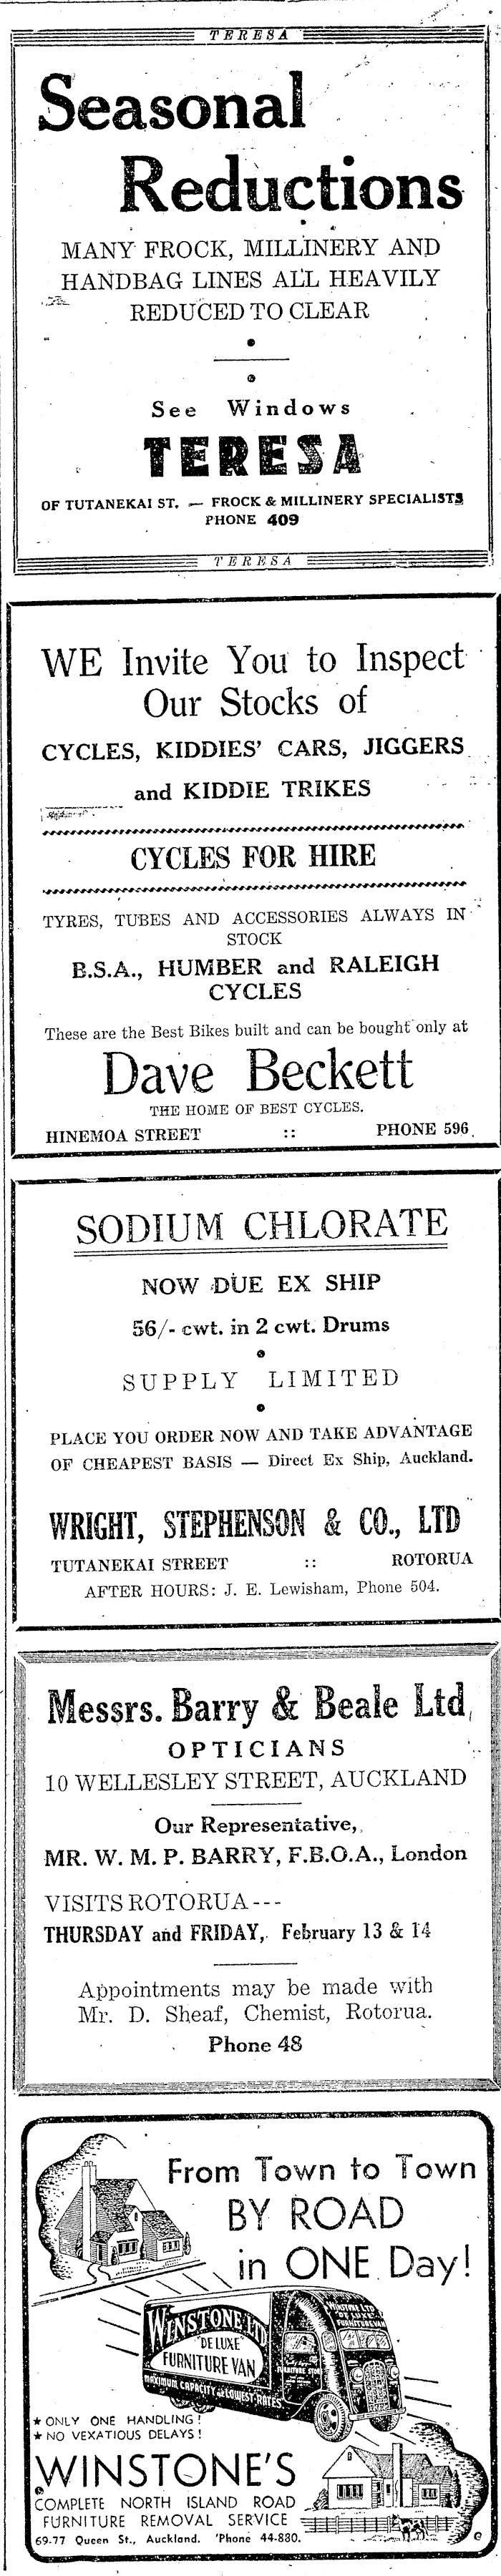 TERESA
Seasonal
Reductions
MANY FROCK, MILLINERY AND
HANDBAG LINES ALL HEAVILY
REDUCED TO CLEAR
See Windows
TERESA
OF TUTANEKAI ST. — FROCK & MILLINERY SPECIALISTS
PHONE 409
TERESA
WE Invite You to Inspect
Our Stocks of
CYCLES, KIDDIES' CARS, JIGGERS
and KIDDIE TRIKES
CYCLES FOR HIRE
TYRES, TUBES AND ACCESSORIES ALWAYS IN
STOCK
B.S.A., HUMBER and RALEIGH
CYCLES
These are the Best Bikes built and can be bought only at
Dave Beckett
THE HOME OF BEST CYCLES.
HINEMOA STREET :: PHONE 596
SODIUM CHLORATE
NOW DUE EX SHIP
56/- cwt. in 2 cwt. Drums
SUPPLY LIMITED
PLACE YOU ORDER NOW AND TAKE ADVANTAGE
OF CHEAPEST BASIS — Direct Ex Ship, Auckland.
WRIGHT, STEPHENSON & CO., LTD
TUTANEKAI STREET :: ROTORUA
AFTER HOURS: J. E. Lewisham, Phone 504.
Messrs. Barry & Beale Ltd.
OPTICIANS
10 WELLESLEY STREET, AUCKLAND
Our Representative,
MR. W. M. P. BARRY, F.B.O.A., London
VISITS ROTORUA---
THURSDAY and FRIDAY, February 13 & 14
Appointments may be made with
Mr. D. Sheaf, Chemist, Rotorua.
Phone 48
From Town to Town
BY ROAD
in ONE Day!
WINSTONE LTD
"DE LUXE"
FURNITURE VAN
MAXIMUM CAPACITY - LOWEST RATES
★ ONLY ONE HANDLING!
★ NO VEXATIOUS DELAYS!
WINSTONE'S
COMPLETE NORTH ISLAND ROAD
FURNITURE REMOVAL SERVICE
69-77 Queen St., Auckland. 'Phone 44-880.